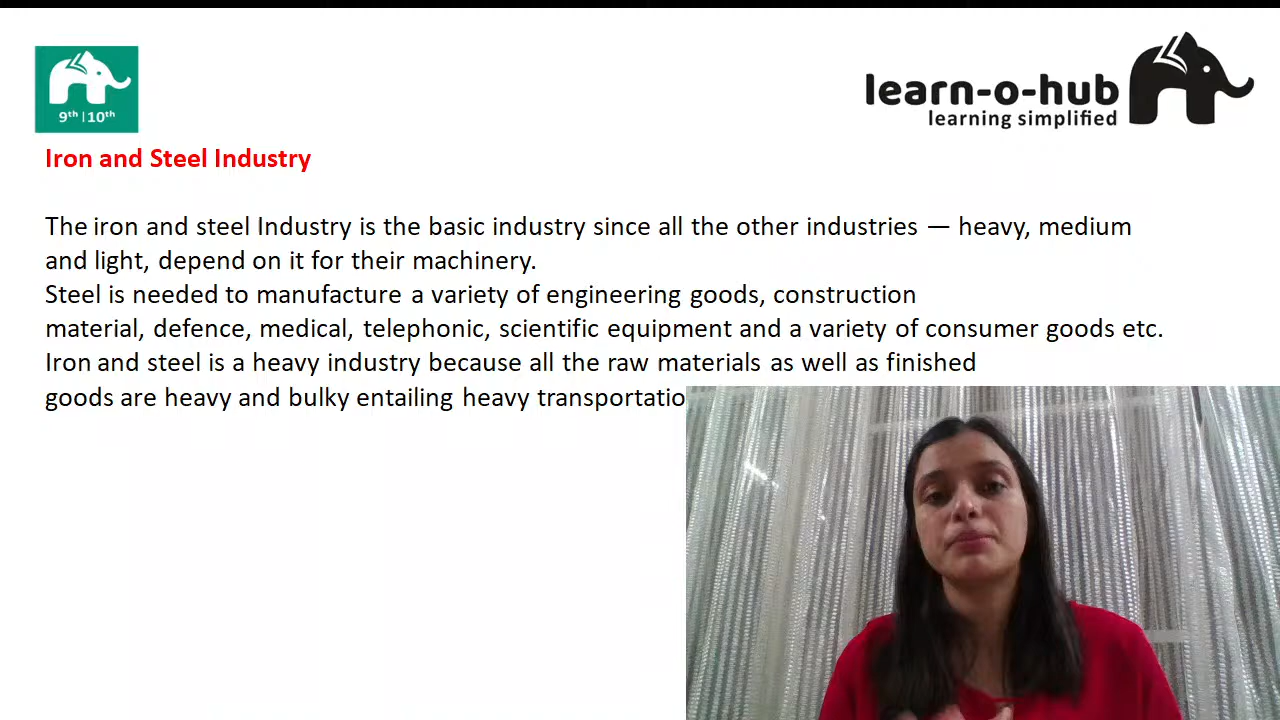 9th | 10th
learn-o-hub
learning simplified
Iron and Steel Industry
The iron and steel Industry is the basic industry since all the other industries — heavy, medium
and light, depend on it for their machinery.
Steel is needed to manufacture a variety of engineering goods, construction
material, defence, medical, telephonic, scientific equipment and a variety of consumer goods etc.
Iron and steel is a heavy industry because all the raw materials as well as finished
goods are heavy and bulky entailing heavy transportatio